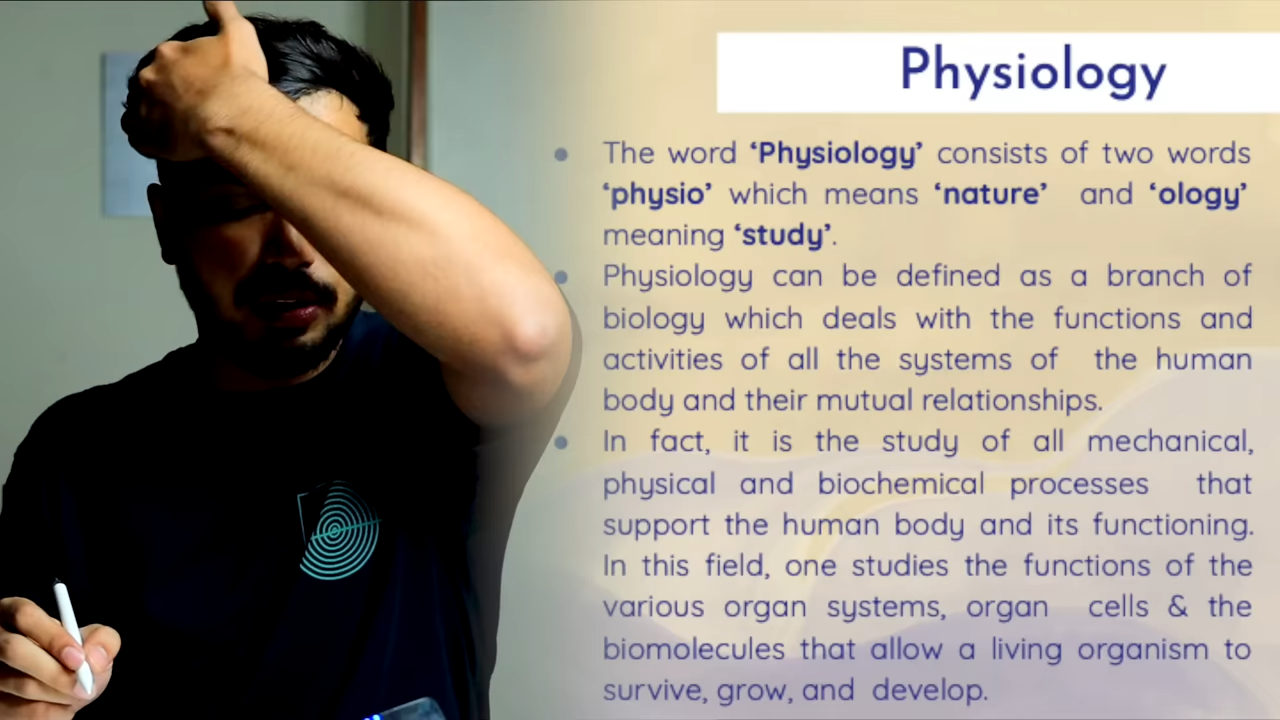 Physiology
The word ‘Physiology’ consists of two words
‘physio’ which means ‘nature’ and ‘ology’
meaning ‘study’.
Physiology can be defined as a branch of
biology which deals with the functions and
activities of all the systems of the human
body and their mutual relationships.
In fact, it is the study of all mechanical,
physical and biochemical processes that
support the human body and its functioning.
In this field, one studies the functions of the
various organ systems, organ cells & the
biomolecules that allow a living organism to
survive, grow, and develop.